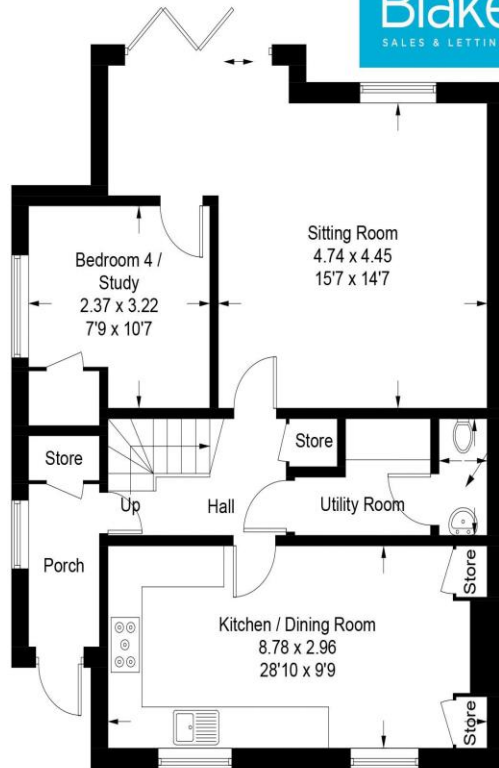 Blake
SALES & LETTIN
Sitting Room
4.74 x 4.45
15'7 x 14'7
Bedroom 4 /
Study
2.37 x 3.22
7'9 x 10'7
Store
Store
Up
Hall
Utility Room
Porch
Kitchen / Dining Room
8.78 x 2.96
28'10 x 9'9
Store
Store